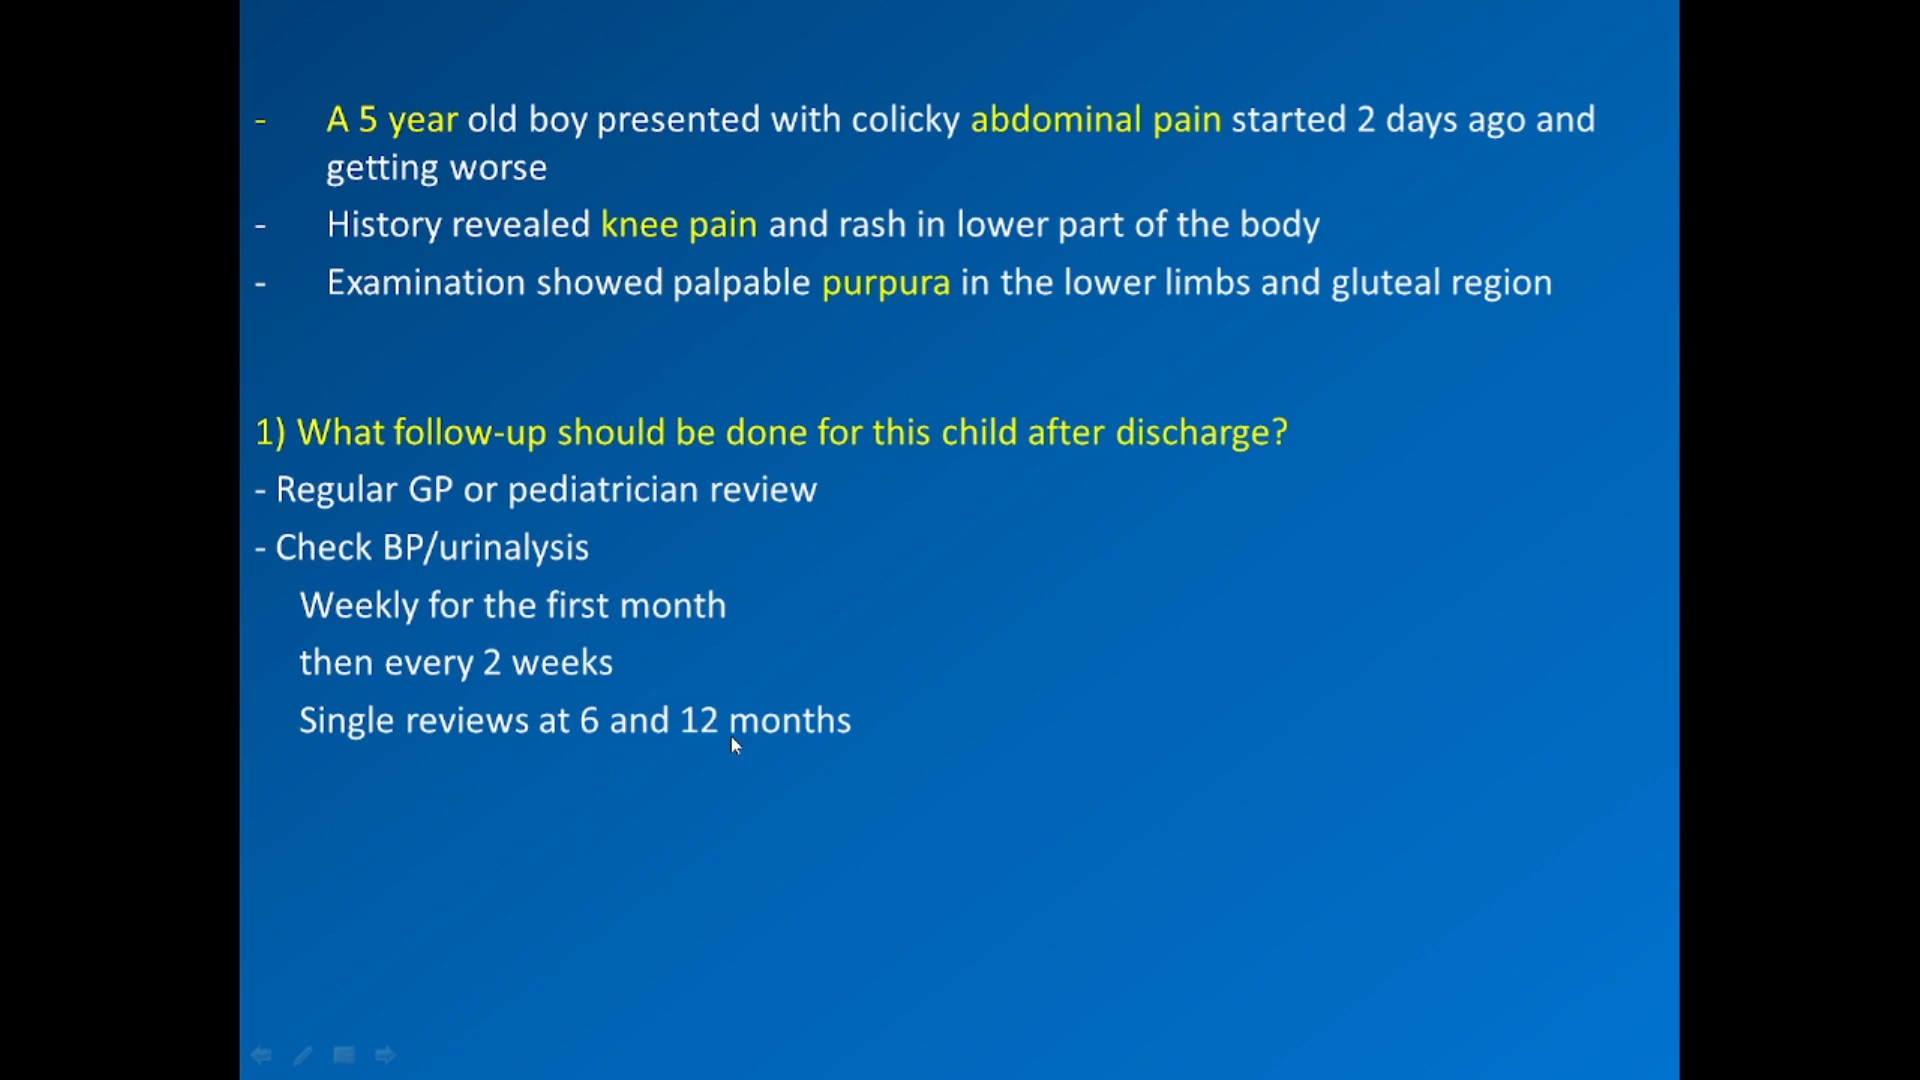 - A 5 year old boy presented with colicky abdominal pain started 2 days ago and
getting worse
- History revealed knee pain and rash in lower part of the body
- Examination showed palpable purpura in the lower limbs and gluteal region
1) What follow-up should be done for this child after discharge?
- Regular GP or pediatrician review
- Check BP/urinalysis
Weekly for the first month
then every 2 weeks
Single reviews at 6 and 12 months